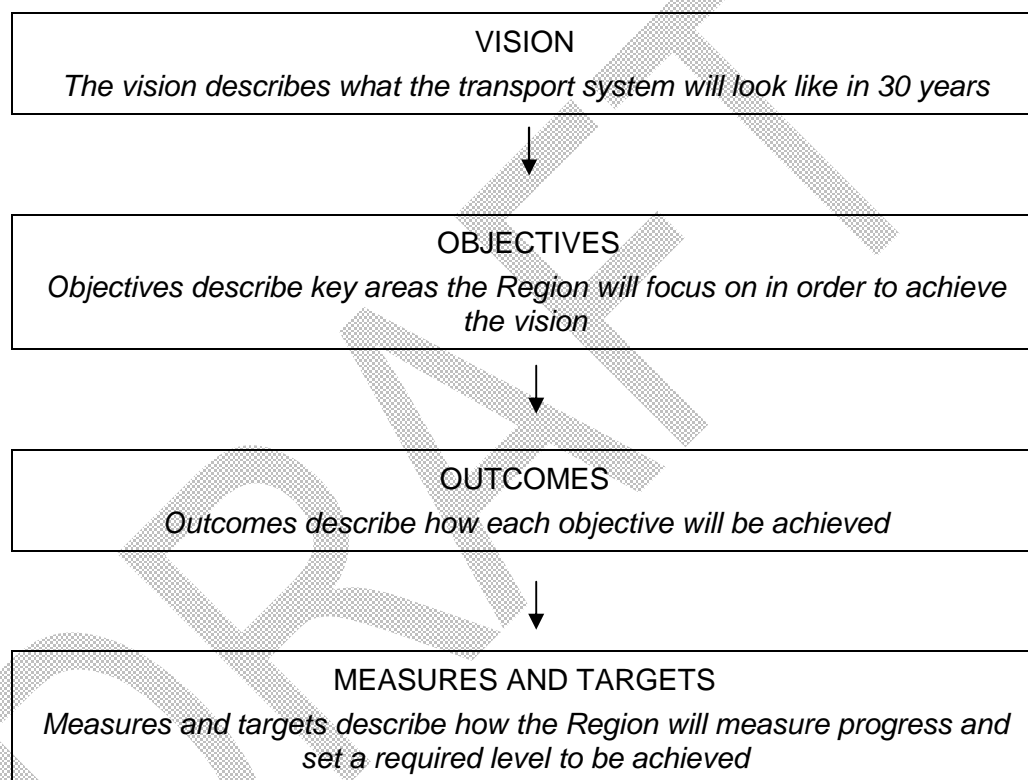 VISION
The vision describes what the transport system will look like in 30 years
OBJECTIVES
Objectives describe key areas the Region will focus on in order to achieve
the vision
OUTCOMES
Outcomes describe how each objective will be achieved
MEASURES AND TARGETS
Measures and targets describe how the Region will measure progress and
set a required level to be achieved
DRAFT